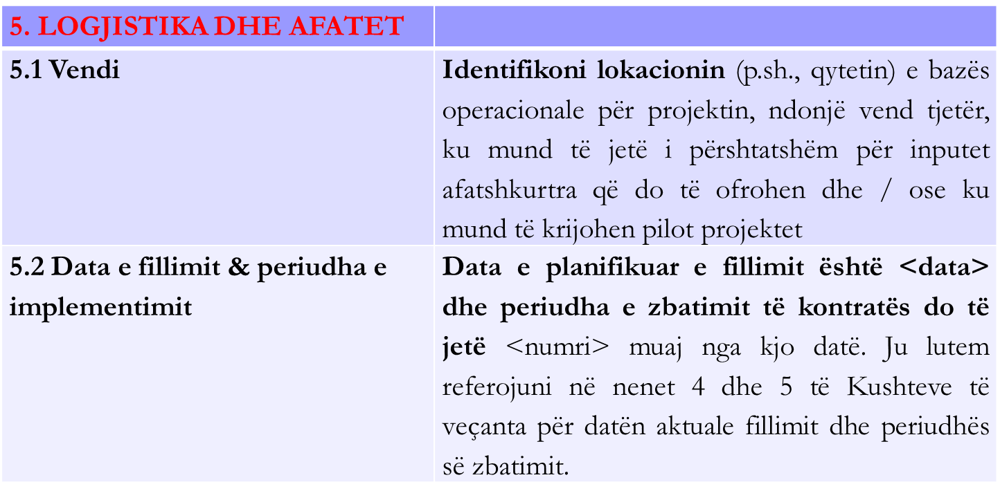 5. LOGJISTIKA DHE AFATET
5.1 Vendi
Identifikoni lokacionin (p.sh., qytetin) e bazës
operacionale për projektin, ndonjë vend tjetër,
ku mund të jetë i përshtatshëm për inputet
afatshkurtra që do të ofrohen dhe / ose ku
mund të krijohen pilot projektet
5.2 Data e fillimit & periudha e
implementimit
Data e planifikuar e fillimit është <data>
dhe periudha e zbatimit të kontratës do të
jetë <numri> muaj nga kjo datë. Ju lutem
referojuni në nenet 4 dhe 5 të Kushteve të
veçanta për datën aktuale fillimit dhe periudhës
së zbatimit.